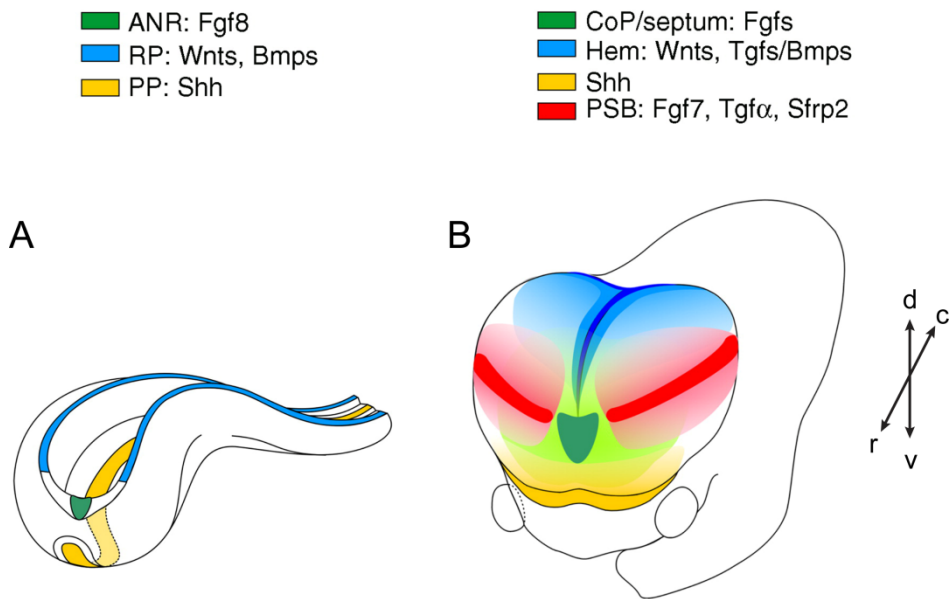 ANR: Fgf8
RP: Wnts, Bmps
PP: Shh
CoP/septum: Fgfs
Hem: Wnts, Tgfs/Bmps
Shh
PSB: Fgf7, Tgfα, Sfrp2
A
B
d
c
r
v